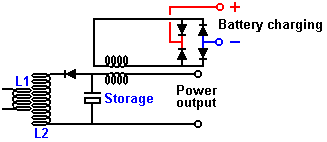 +
Battery charging
–
L1
Power
output
Storage
L2